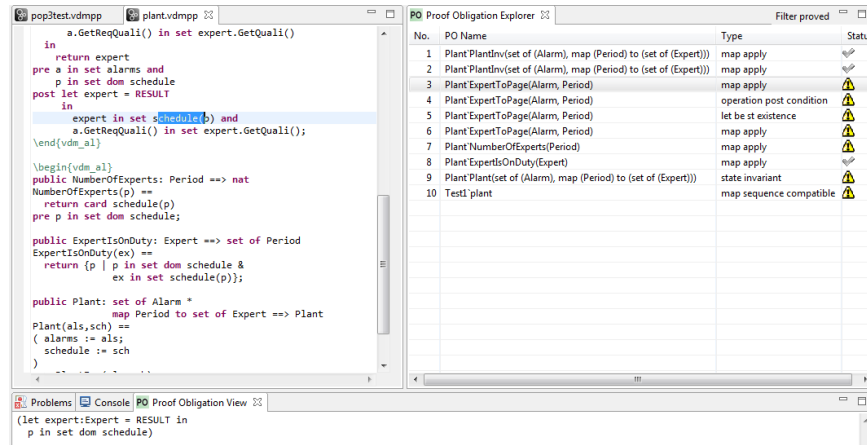 pop3test.vdmpp
plant.vdmpp
a.GetReqQuali() in set expert.GetQuali()
in
return expert
pre a in set alarms and
p in set dom schedule
post let expert = RESULT
in
expert in set schedule(p) and
a.GetReqQuali() in set expert.GetQuali();
\end{vdm_al}
\begin{vdm_al}
public NumberOfExperts: Period ==> nat
NumberOfExperts(p) ==
return card schedule(p)
pre p in set dom schedule;
public ExpertIsOnDuty: Expert ==> set of Period
ExpertIsOnDuty(ex) ==
return {p | p in set dom schedule &
ex in set schedule(p)};
public Plant: set of Alarm *
map Period to set of Expert ==> Plant
Plant(als,sch) ==
( alarms := als;
schedule := sch
)
PO Proof Obligation Explorer
Filter proved
No. PO Name Type Statu
1 Plant`PlantInv(set of (Alarm), map (Period) to (set of (Expert))) map apply
2 Plant`PlantInv(set of (Alarm), map (Period) to (set of (Expert))) map apply
3 Plant`ExpertToPage(Alarm, Period) map apply
4 Plant`ExpertToPage(Alarm, Period) operation post condition
5 Plant`ExpertToPage(Alarm, Period) let be st existence
6 Plant`ExpertToPage(Alarm, Period) map apply
7 Plant`NumberOfExperts(Period) map apply
8 Plant`ExpertIsOnDuty(Expert) map apply
9 Plant`Plant(set of (Alarm), map (Period) to (set of (Expert))) state invariant
10 Test1`plant map sequence compatible
Problems Console PO Proof Obligation View
(let expert:Expert = RESULT in
p in set dom schedule)